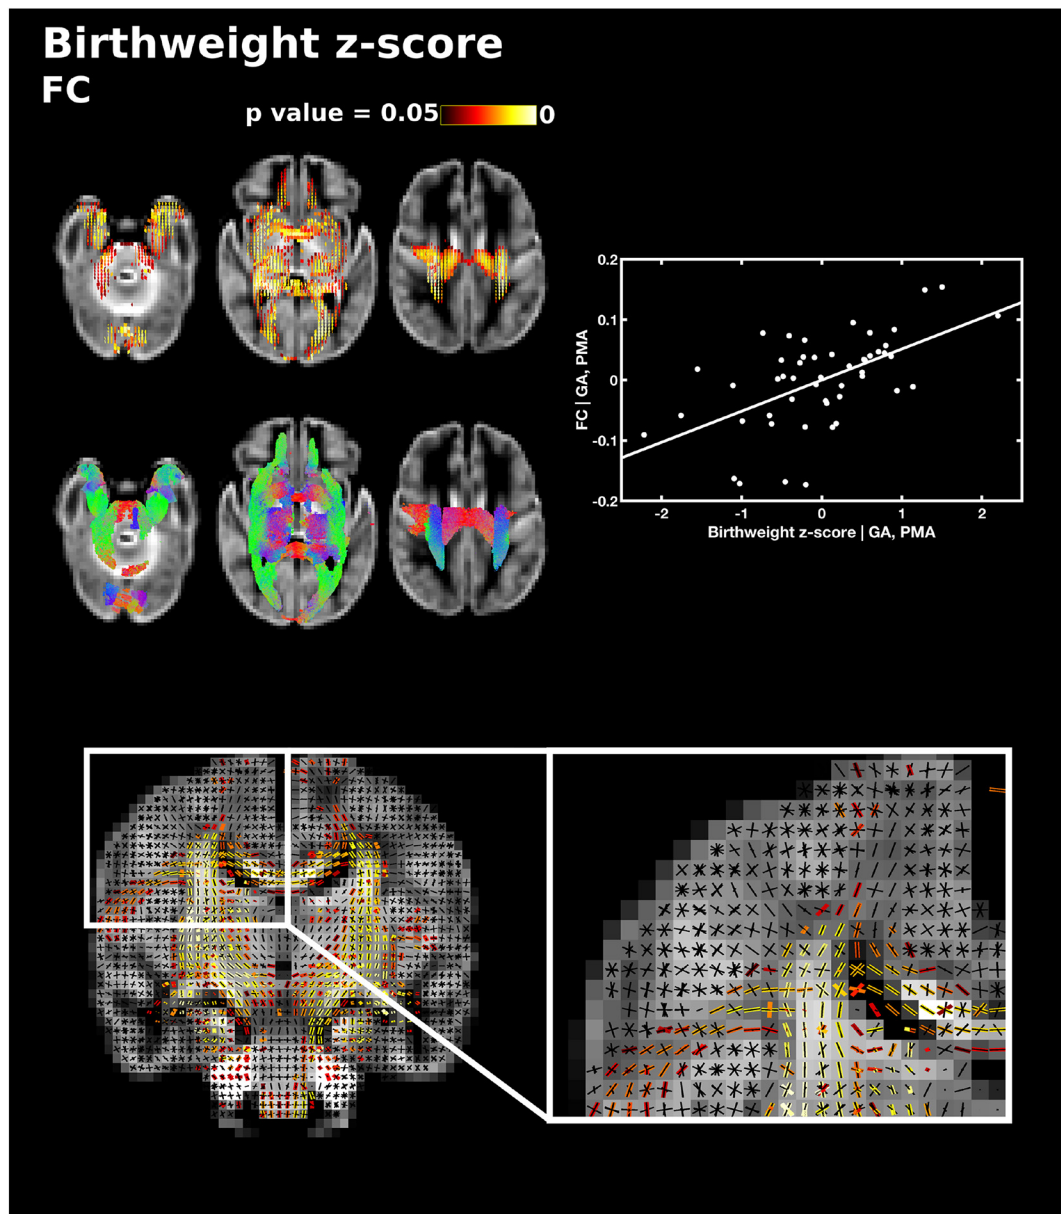 Birthweight z-score
FC
p value = 0.05 0
0.2
0.1
0
-0.1
-0.2
FC | GA, PMA
-2 -1 0 1 2
Birthweight z-score | GA, PMA